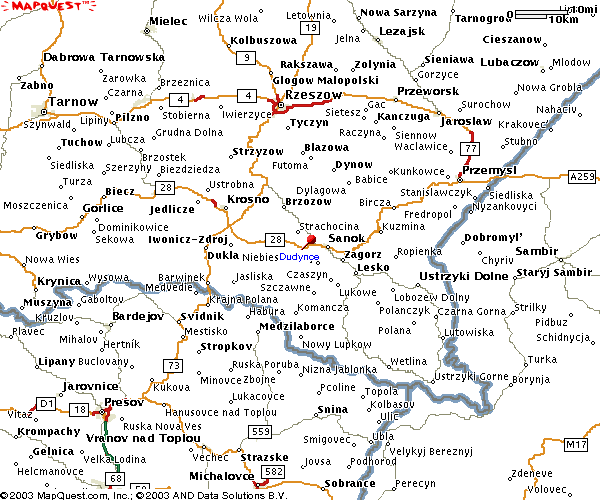 MAPQUEST™
Mielec
Wilcza Wola
Letownia
Nowa Sarzyna
Tarnogrod
0 10mi
10km
19
Jelna
Lezajsk
Cieszanow
Kolbuszowa
Dabrowa Tarnowska
9
Rakszawa
Zolynia
Sieniawa
Lubaczow
Mlodow
Zabno
Zarowka
Brzeznica
Glogow Malopolski
Gorzyce
Nowa Grobla
Czarna
4
4
Rzeszow
Przeworsk
Tarnow
Gac
Surochow
Nahaciv
Szynwald
Lipiny
Pilzno
Stobierna
Iwierzyce
Sietesz
Kanczuga
Jaroslaw
Krakovec
Tyczyn
Grudna Dolna
Raczyna
Siennow
Stubno
Tuchow
Lubcza
Strzyzow
Blazowa
Waclawice
77
Siedliska
Brzostek
Futoma
Dynow
Szerzyny
Biezdziedza
Kunkowce
Przemysl
Turza
Babice
A259
Biecz
28
Ustrobna
Dylagowa
Stanislawczyk
Siedliska
Moszczenica
Krosno
Brzozow
Bircza
Gorlice
Jedlicze
Fredropol
Nyzankovyci
Dominikowice
Strachocina
Kuzmina
Grybow
Sekowa
Iwonicz-Zdroj
28
Sanok
Dobromyl'
Sambir
Dukla
Niebies
Dudynce
Zagorz
Ropienka
Chyriv
Nowa Wies
Lesko
Krynica
Wysowa
Barwinek
Jasliska
Czaszyn
Ustrzyki Dolne
Staryj Sambir
Medvedie
Szczawne
Lukowe
Muszyna
Gaboltov
Krajna Polana
Lobozew Dolny
Kruzlov
Habura
Komancza
Strilky
Bardejov
Svidnik
Polanczyk
Czarna Gorna
Plavec
Medzilaborce
Pidbuz
Mestisko
Polana
Mihalov
Hertník
Lutowiska
Schidnycja
Stropkov
Nowy Lupkow
Lipany
Buclovany
Wetlina
Turka
73
Ruska Poruba
Nizna Jablonka
Minovce
Zbojne
Ustrzyki Gorne
Borynja
Jarovnice
Kukova
Pcoline
Topola
D1
Lukacovce
Kolbasov
Vitaz
18
Presov
Hanusovce nad Toplou
Snina
Ulic
Ruska Nova Ves
Krompachy
Vranov nad Toplou
559
Smigovec
Ubla
Velykyj Bereznyj
M17
Gelnica
Velka Lodina
Vechec
Strazske
Jovsa
Podhorod
Helcmanovce
68
Michalovce
582
Sobrance
Perecyn
Zdeneve
Volovec
©2003 MapQuest.com, Inc.; ©2003 AND Data Solutions B.V.